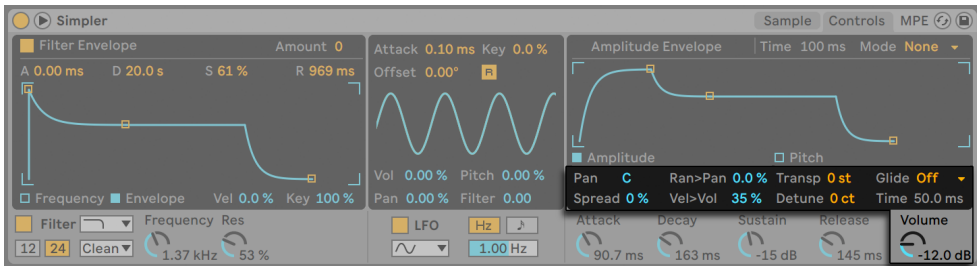 Simpler Sample Controls MPE
Filter Envelope Amount 0
A 0.00 ms D 20.0 s S 61 % R 969 ms
Frequency Envelope Vel 0.0 % Key 100 %
Filter Frequency Res
12 24 Clean 1.37 kHz 53 %
Attack 0.10 ms Key 0.0 %
Offset 0.00° R
Vol 0.00 % Pitch 0.00 %
Pan 0.00 % Filter 0.00
LFO Hz ♪
1.00 Hz
Amplitude Envelope Time 100 ms Mode None
Amplitude Pitch
Pan C Ran>Pan 0.0 % Transp 0 st Glide Off
Spread 0 % Vel>Vol 35 % Detune 0 ct Time 50.0 ms
Attack Decay Sustain Release Volume
90.7 ms 163 ms -15 dB 145 ms -12.0 dB